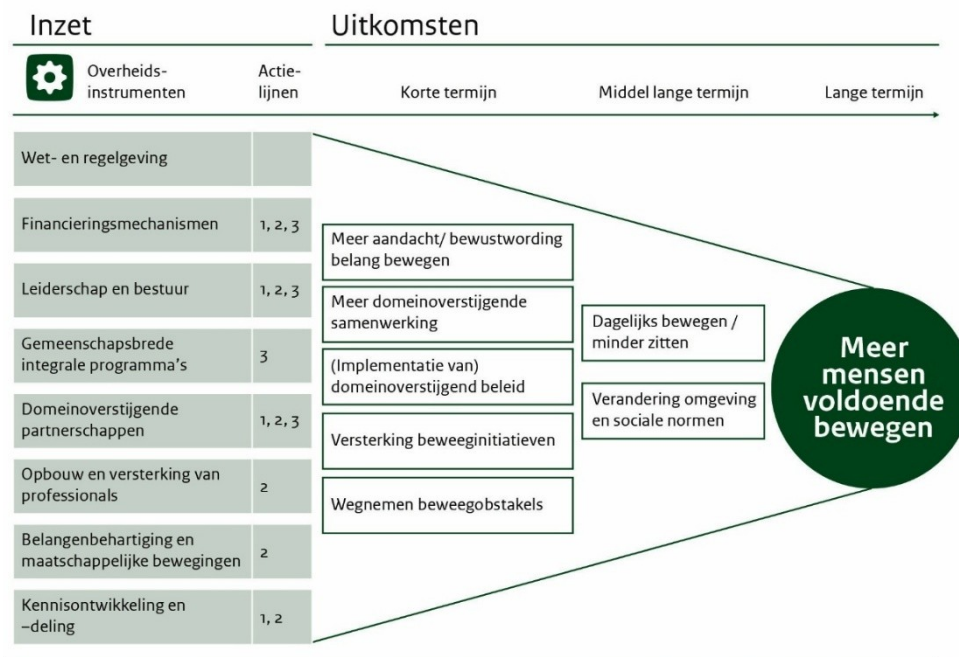 Inzet
Uitkomsten
Overheids-
instrumenten
Actie-
lijnen
Korte termijn
Middel lange termijn
Lange termijn
Wet- en regelgeving
Financieringsmechanismen
1, 2, 3
Leiderschap en bestuur
1, 2, 3
Gemeenschapsbrede
integrale programma's
3
Domeinoverstijgende
partnerschappen
1, 2, 3
Opbouw en versterking van
professionals
2
Belangenbehartiging en
maatschappelijke bewegingen
2
Kennisontwikkeling en
–deling
1, 2
Meer aandacht/ bewustwording
belang bewegen
Meer domeinoverstijgende
samenwerking
(Implementatie van)
domeinoverstijgend beleid
Versterking beweeginitiatieven
Wegnemen beweegobstakels
Dagelijks bewegen /
minder zitten
Verandering omgeving
en sociale normen
Meer
mensen
voldoende
bewegen